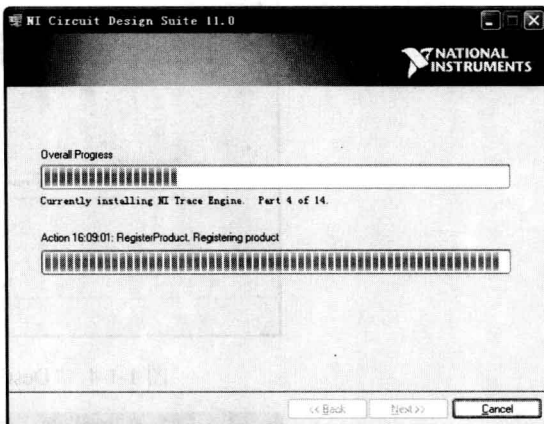 NI Circuit Design Suite 11.0
NATIONAL
INSTRUMENTS
Overall Progress
Currently installing NI Trace Engine. Part 4 of 14.
Action 16:09:01: RegisterProduct. Registering product
<< Back
Next >>
Cancel